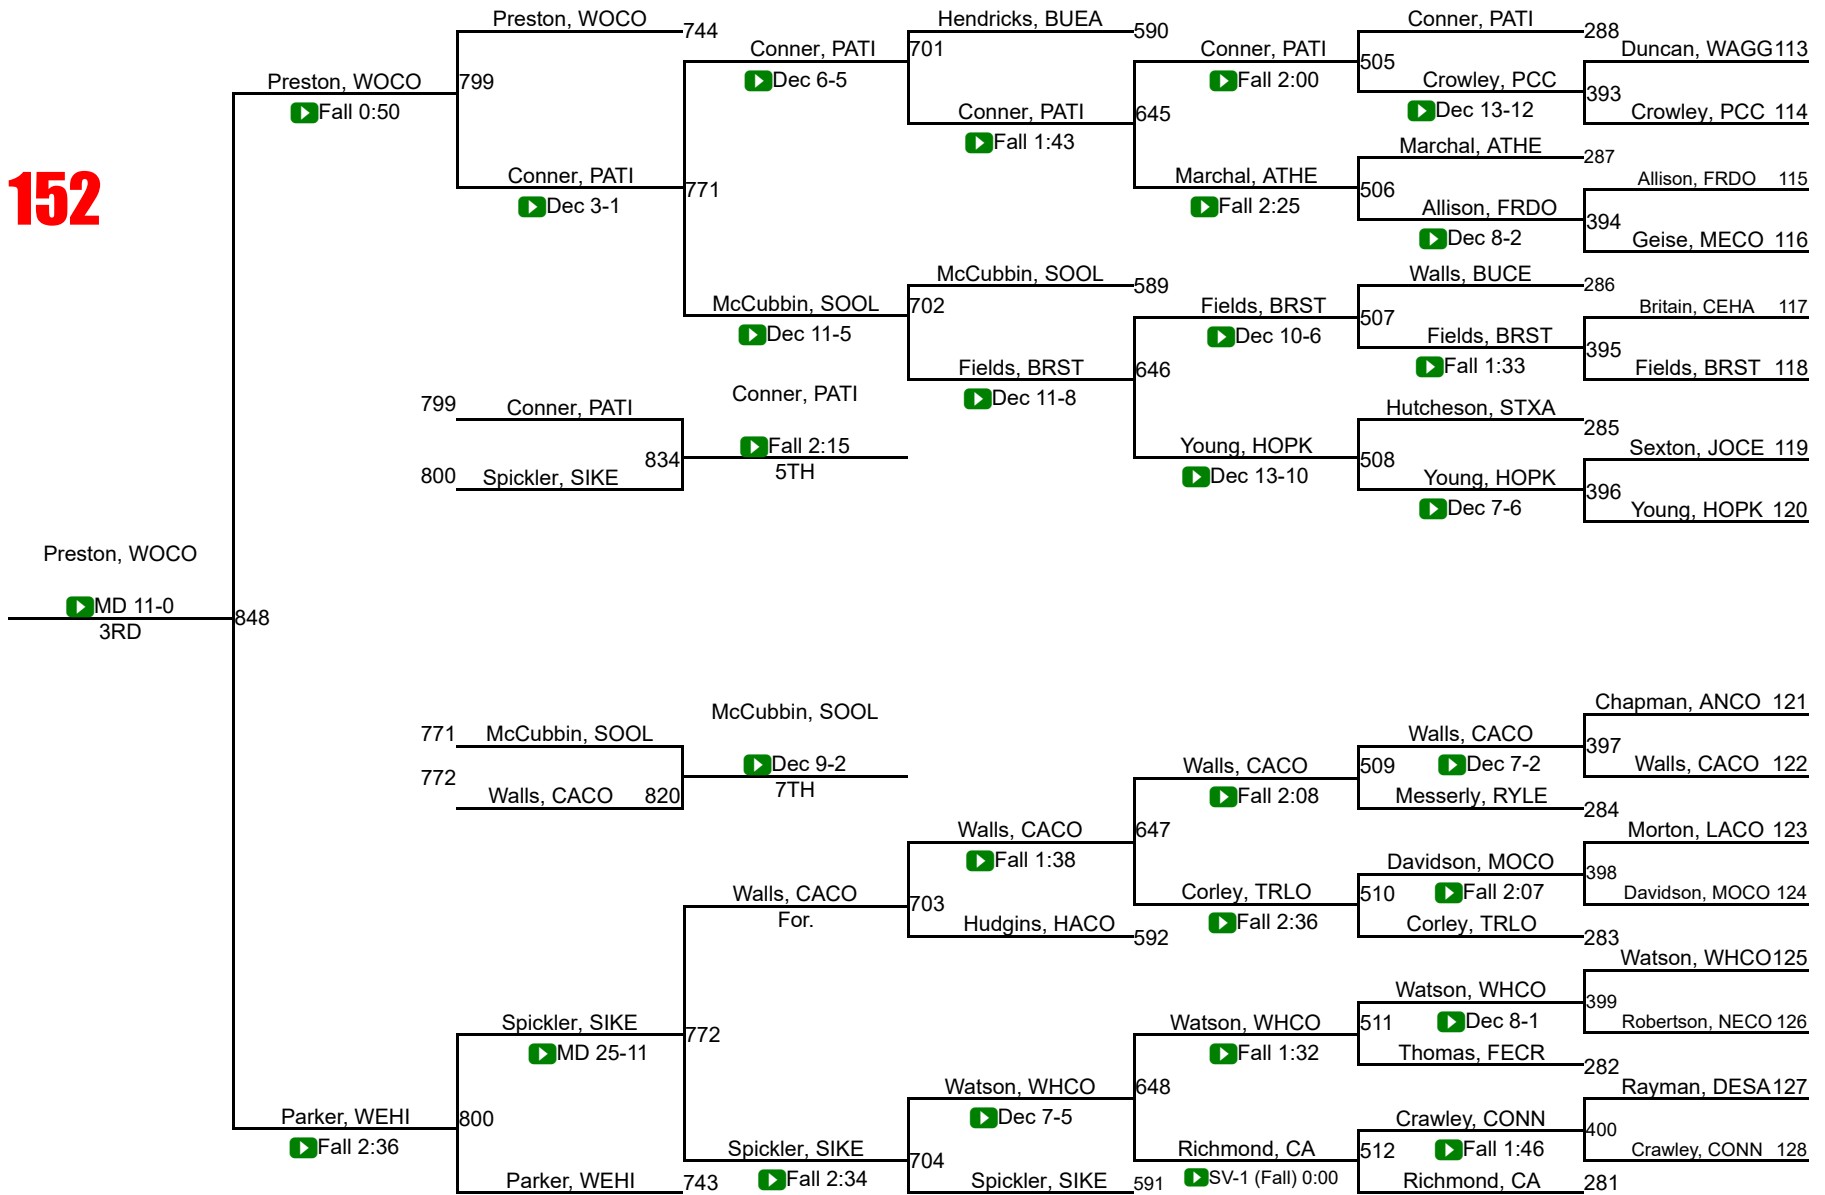 Preston, WOCO
744
Hendricks, BUEA
590
Conner, PATI
288
Conner, PATI
701
Conner, PATI
Duncan, WAGG 113
Preston, WOCO
799
Dec 6-5
Fall 2:00
505
Crowley, PCC
393
Fall 0:50
Conner, PATI
645
Dec 13-12
Crowley, PCC 114
Fall 1:43
Marchal, ATHE
287
152
Conner, PATI
771
Marchal, ATHE
506
Allison, FRDO 115
Dec 3-1
Fall 2:25
Allison, FRDO
394
Dec 8-2
Geise, MECO 116
McCubbin, SOOL
589
Walls, BUCE
286
McCubbin, SOOL
702
Fields, BRST
507
Britain, CEHA 117
Dec 11-5
Dec 10-6
Fields, BRST
395
Fields, BRST
646
Fall 1:33
Fields, BRST 118
Conner, PATI
Dec 11-8
799
Conner, PATI
Hutcheson, STXA
285
Fall 2:15
834
5TH
Young, HOPK
508
Sexton, JOCE 119
800
Spickler, SIKE
Dec 13-10
Young, HOPK
396
Dec 7-6
Young, HOPK 120
Preston, WOCO
MD 11-0
848
3RD
McCubbin, SOOL
Chapman, ANCO 121
771
McCubbin, SOOL
Walls, CACO
397
772
Dec 9-2
Walls, CACO
509
Dec 7-2
Walls, CACO 122
Walls, CACO
820
7TH
Fall 2:08
Messerly, RYLE
284
Walls, CACO
647
Morton, LACO 123
Fall 1:38
Davidson, MOCO
398
Walls, CACO
703
Corley, TRLO
510
Fall 2:07
Davidson, MOCO 124
For.
Hudgins, HACO
592
Fall 2:36
Corley, TRLO
283
Watson, WHCO 125
Watson, WHCO
399
Spickler, SIKE
772
Watson, WHCO
511
Dec 8-1
Robertson, NECO 126
MD 25-11
Fall 1:32
Thomas, FECR
282
Watson, WHCO
648
Rayman, DESA 127
Parker, WEHI
800
Dec 7-5
Crawley, CONN
400
Fall 2:36
Spickler, SIKE
704
Richmond, CA
512
Fall 1:46
Crawley, CONN 128
Parker, WEHI
743
Fall 2:34
Spickler, SIKE
591
SV-1 (Fall) 0:00
Richmond, CA
281